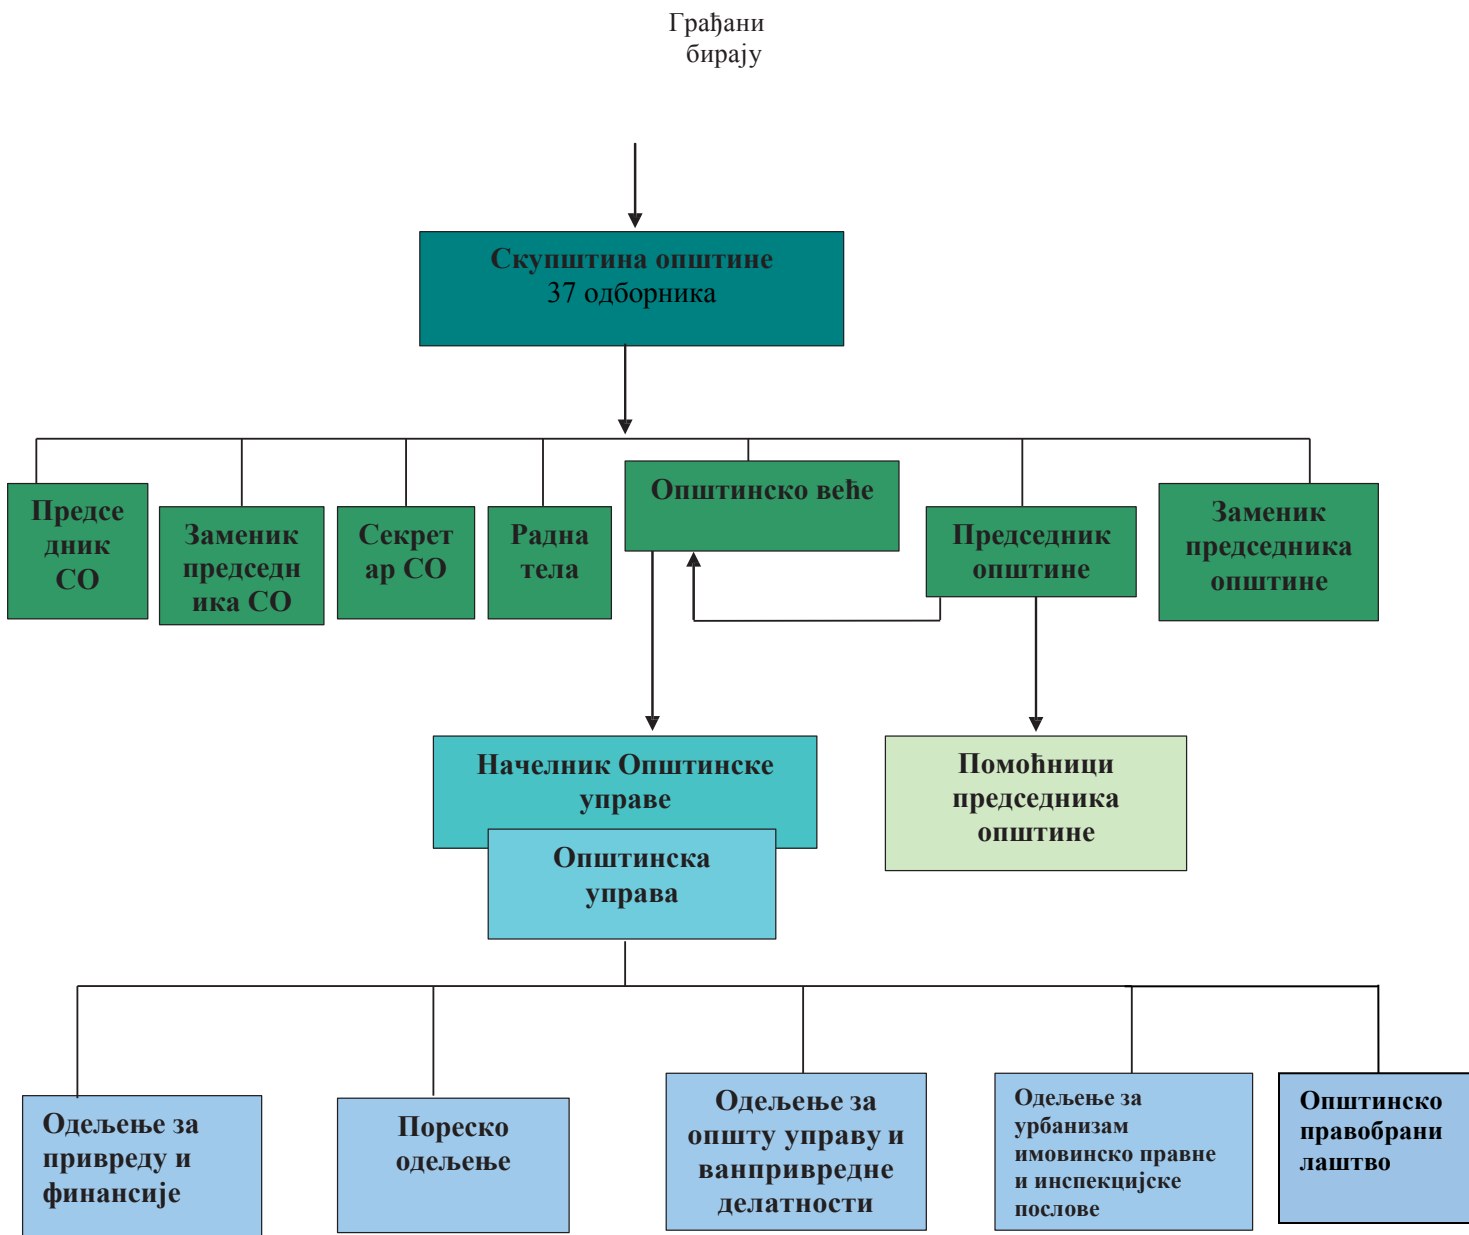 Грађани
бирају
Скупштина општине
37 одборника
Предсе
дник
СО
Заменик
председн
ика СО
Секрет
ар СО
Радна
тела
Општинско веће
Председник
општине
Заменик
председника
општине
Начелник Општинске
управе
Помоћници
председника
општине
Општинска
управа
Одељење за
привреду и
финансије
Пореско
одељење
Одељење за
општу управу и
ванпривредне
делатности
Одељење за
урбанизам
имовинско правне
и инспекцијске
послове
Општинско
правобрани
лаштво